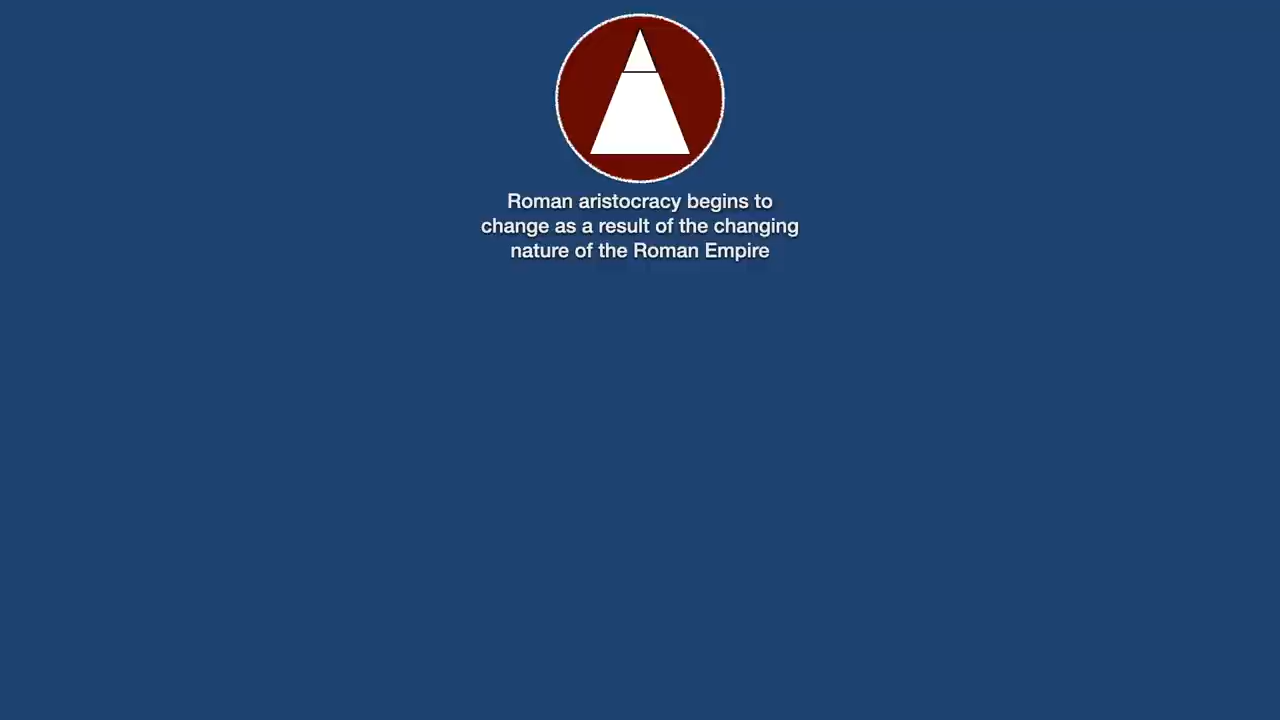 Roman aristocracy begins to
change as a result of the changing
nature of the Roman Empire